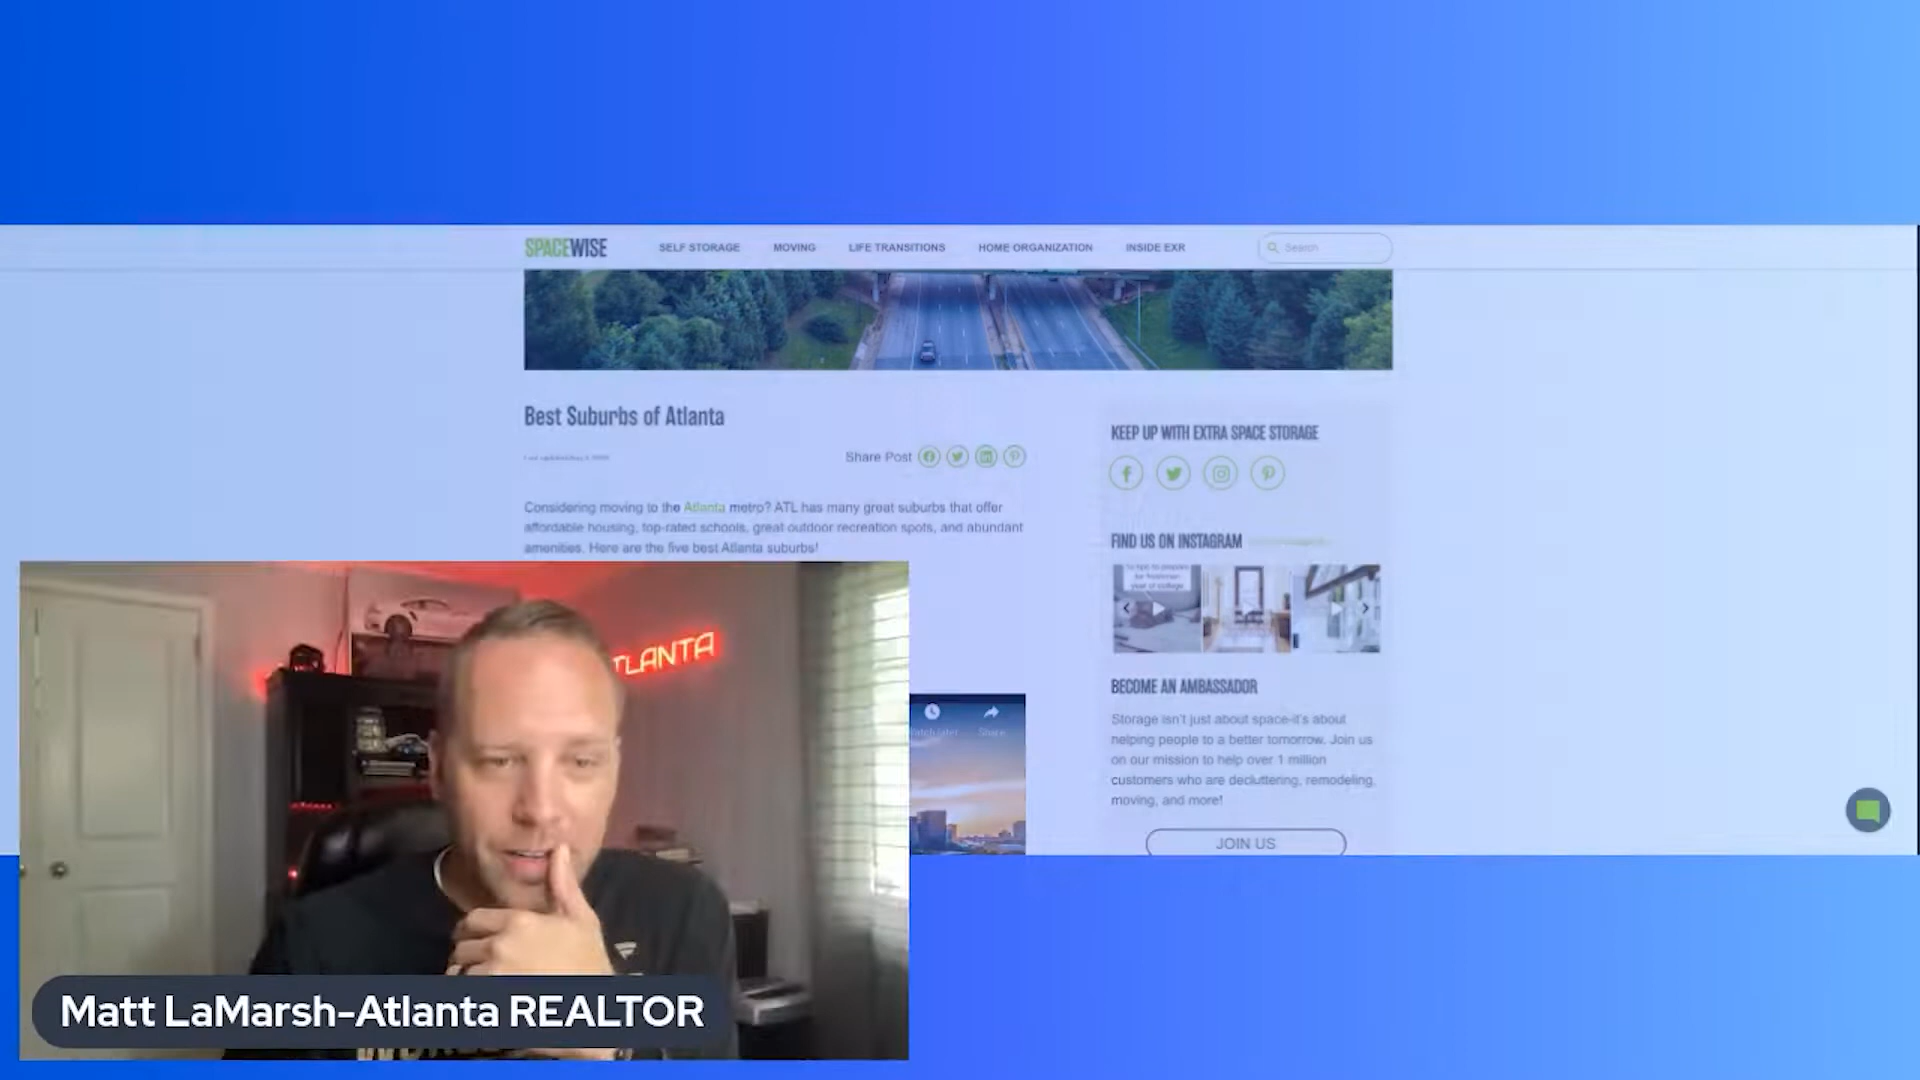 SPACEWISE
SELF STORAGE
MOVING
LIFE TRANSITIONS
HOME ORGANIZATION
INSIDE EXR
Search
Best Suburbs of Atlanta
Share Post
Considering moving to the Atlanta metro? ATL has many great suburbs that offer
affordable housing, top-rated schools, great outdoor recreation spots, and abundant
amenities. Here are the five best Atlanta suburbs!
KEEP UP WITH EXTRA SPACE STORAGE
FIND US ON INSTAGRAM
year of college
Watch later
Share
BECOME AN AMBASSADOR
Storage isn't just about space-it's about
helping people to a better tomorrow. Join us
on our mission to help over 1 million
customers who are decluttering, remodeling,
moving, and more!
JOIN US
TLANTA
Matt LaMarsh-Atlanta REALTOR